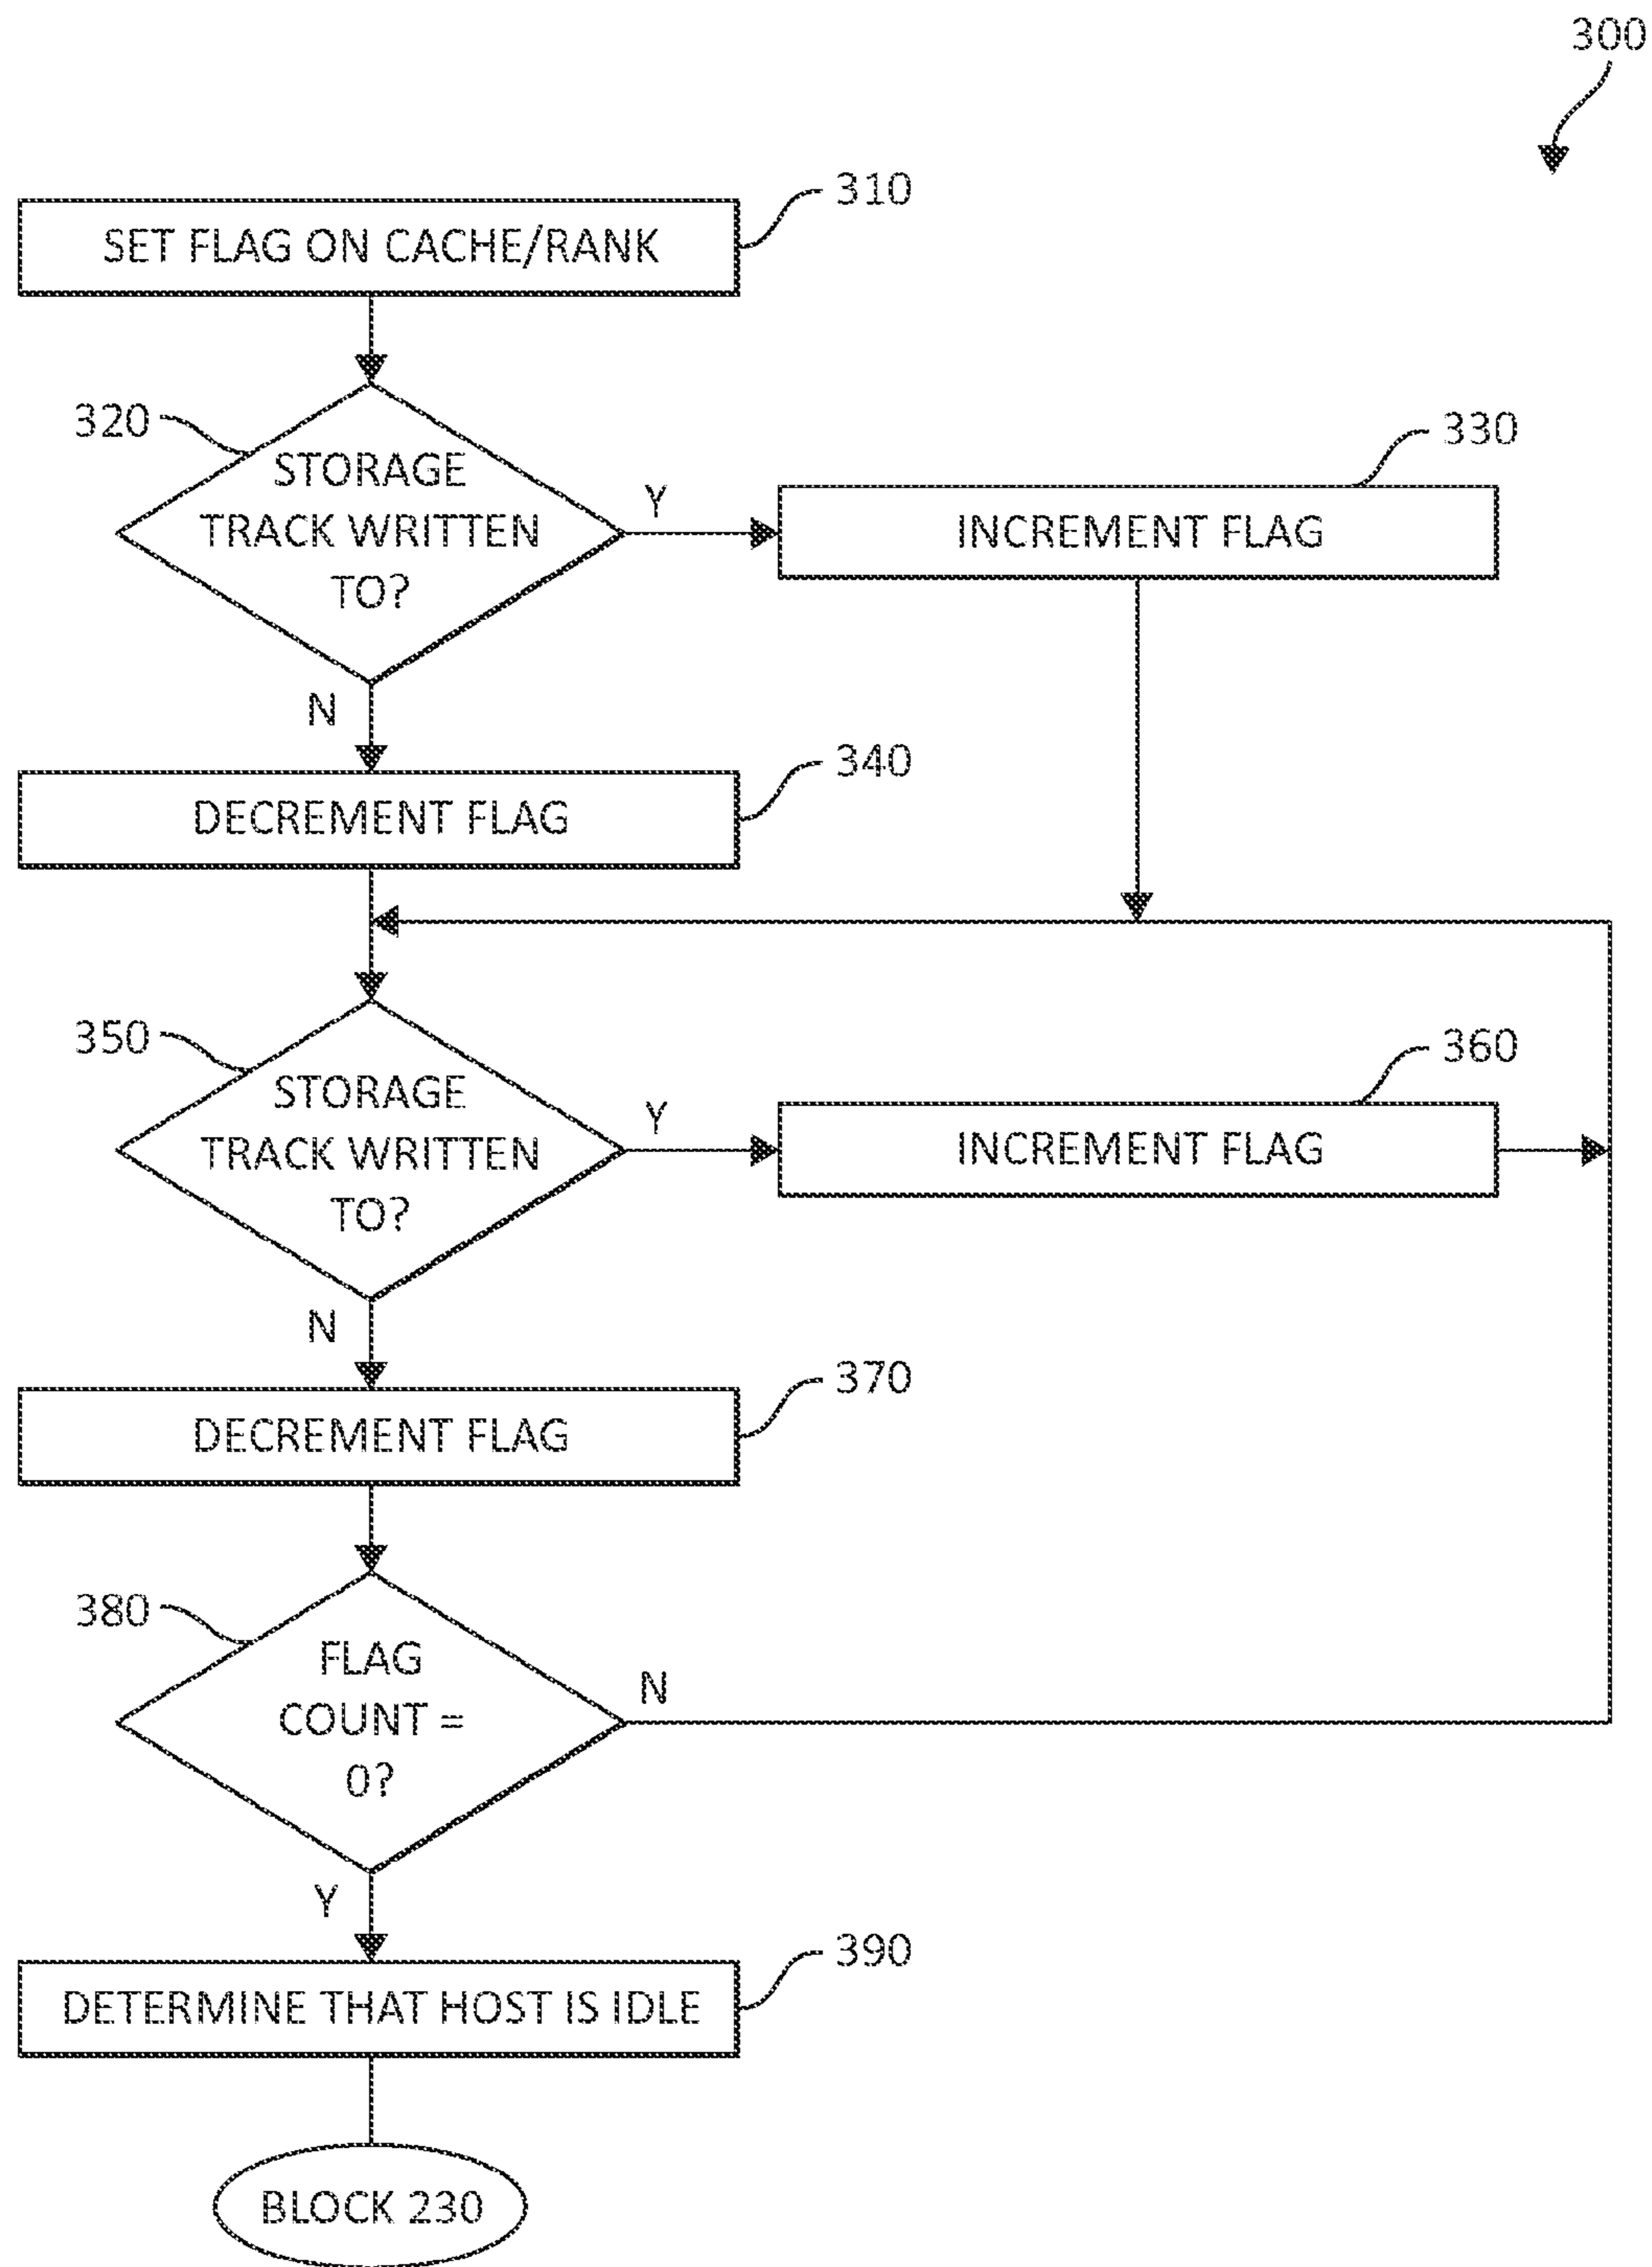 300
310
SET FLAG ON CACHE/RANK
320
STORAGE
TRACK WRITTEN
TO?
Y
330
INCREMENT FLAG
N
340
DECREMENT FLAG
350
STORAGE
TRACK WRITTEN
TO?
Y
360
INCREMENT FLAG
N
370
DECREMENT FLAG
380
FLAG
COUNT =
0?
N
Y
390
DETERMINE THAT HOST IS IDLE
BLOCK 230